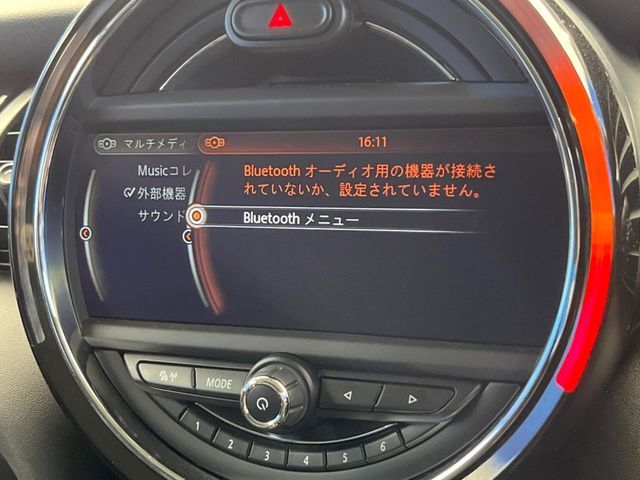 マルチメディ
16:11
Musicコレ
外部機器
サウンド
Bluetooth オーディオ用の機器が接続さ
れていないか、設定されていません。
Bluetooth メニュー
MODE
1 2 3 4 5 6